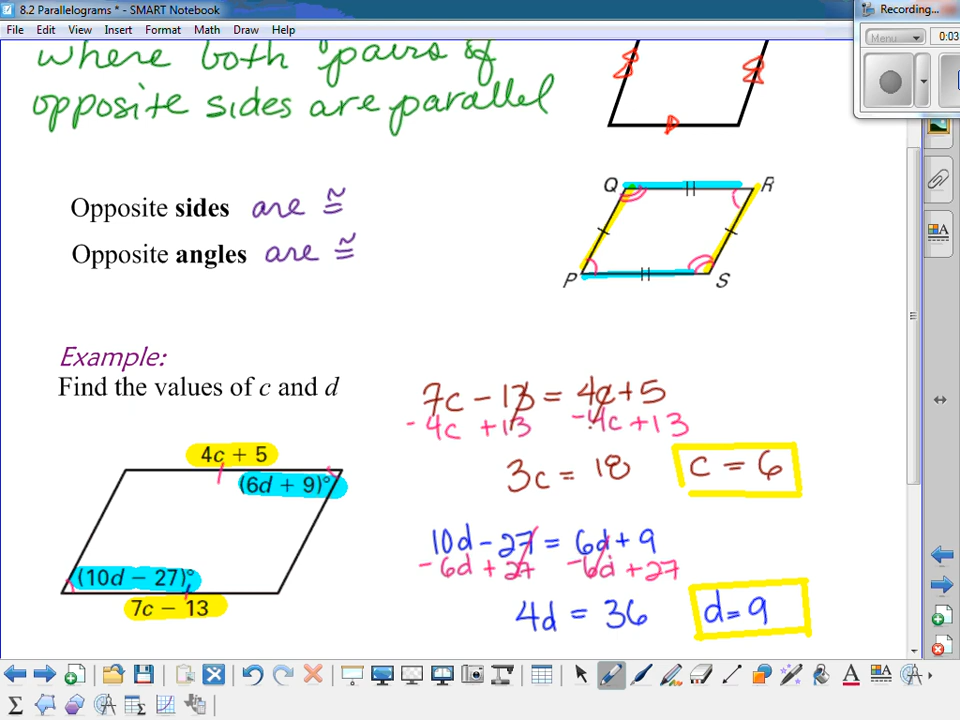 8.2 Parallelograms * - SMART Notebook
Recording...
File Edit View Insert Format Math Draw Help
Menu
0:03
where both pairs of
opposite sides are parallel
Opposite sides are ≅
Opposite angles are ≅
Q R
P S
Example:
Find the values of c and d
4c + 5
(6d + 9)°
(10d − 27)°
7c − 13
7c − 13 = 4c + 5
- 4c + 13 - 4c + 13
3c = 18
c = 6
10d − 27 = 6d + 9
- 6d + 27 - 6d + 27
4d = 36
d = 9